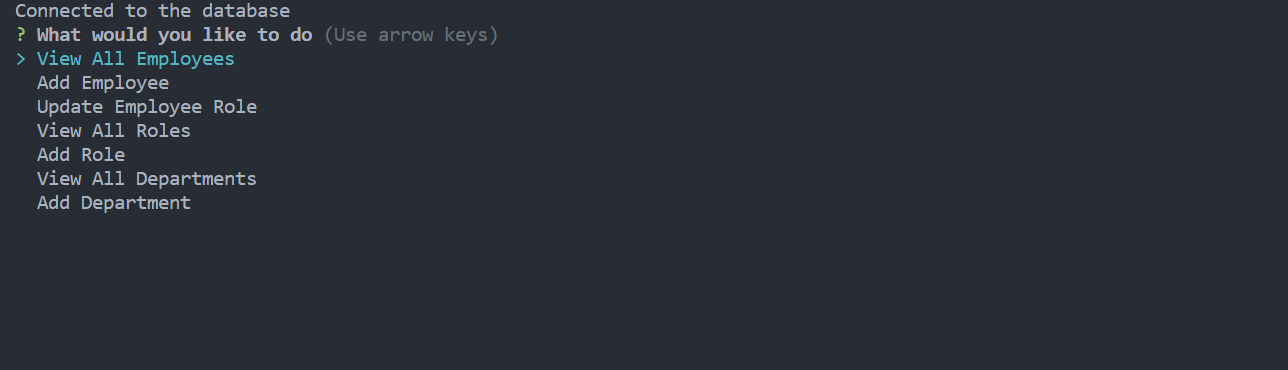 Connected to the database
? What would you like to do (Use arrow keys)
> View All Employees
Add Employee
Update Employee Role
View All Roles
Add Role
View All Departments
Add Department